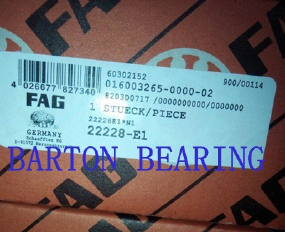 60302152
016003265-0000-02
900/00114
4 026677 827340
8203D0717 /0000000000/0000000
FAG
1 STUECK/PIECE
GERMANY
22228E1*N1
22228-E1
BARTON BEARING
FAG